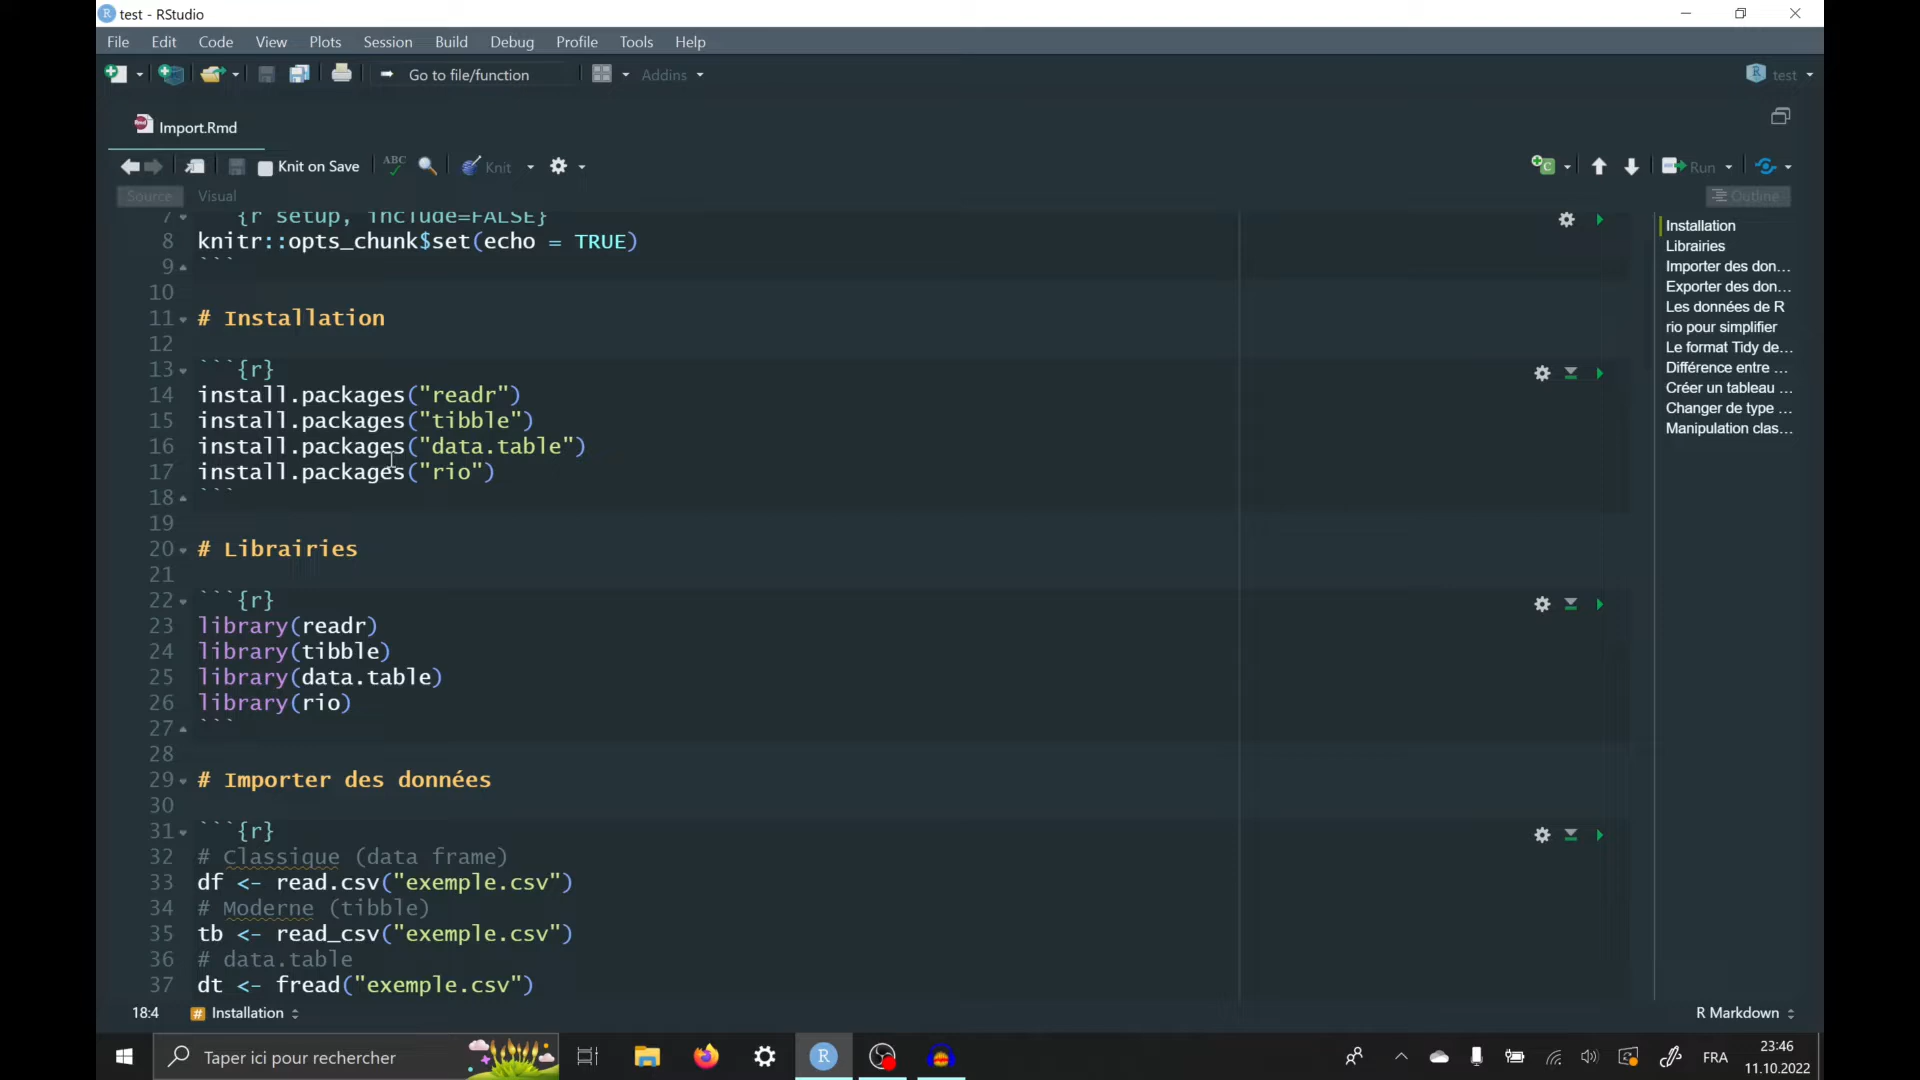 test - RStudio
File Edit Code View Plots Session Build Debug Profile Tools Help
Go to file/function Addins test
Import.Rmd
Knit on Save ABC Knit Run
Source Visual Outline
7 {r setup, include=FALSE}
8 knitr::opts_chunk$set(echo = TRUE)
9 ```
10
11 # Installation
12
13 ```{r}
14 install.packages("readr")
15 install.packages("tibble")
16 install.packages("data.table")
17 install.packages("rio")
18 ```
19
20 # Librairies
21
22 ```{r}
23 library(readr)
24 library(tibble)
25 library(data.table)
26 library(rio)
27 ```
28
29 # Importer des données
30
31 ```{r}
32 # Classique (data frame)
33 df <- read.csv("exemple.csv")
34 # Moderne (tibble)
35 tb <- read_csv("exemple.csv")
36 # data.table
37 dt <- fread("exemple.csv")
Installation
Librairies
Importer des don...
Exporter des don...
Les données de R
rio pour simplifier
Le format Tidy de...
Différence entre ...
Créer un tableau ...
Changer de type ...
Manipulation clas...
18:4 # Installation R Markdown
Taper ici pour rechercher
FRA
23:46
11.10.2022